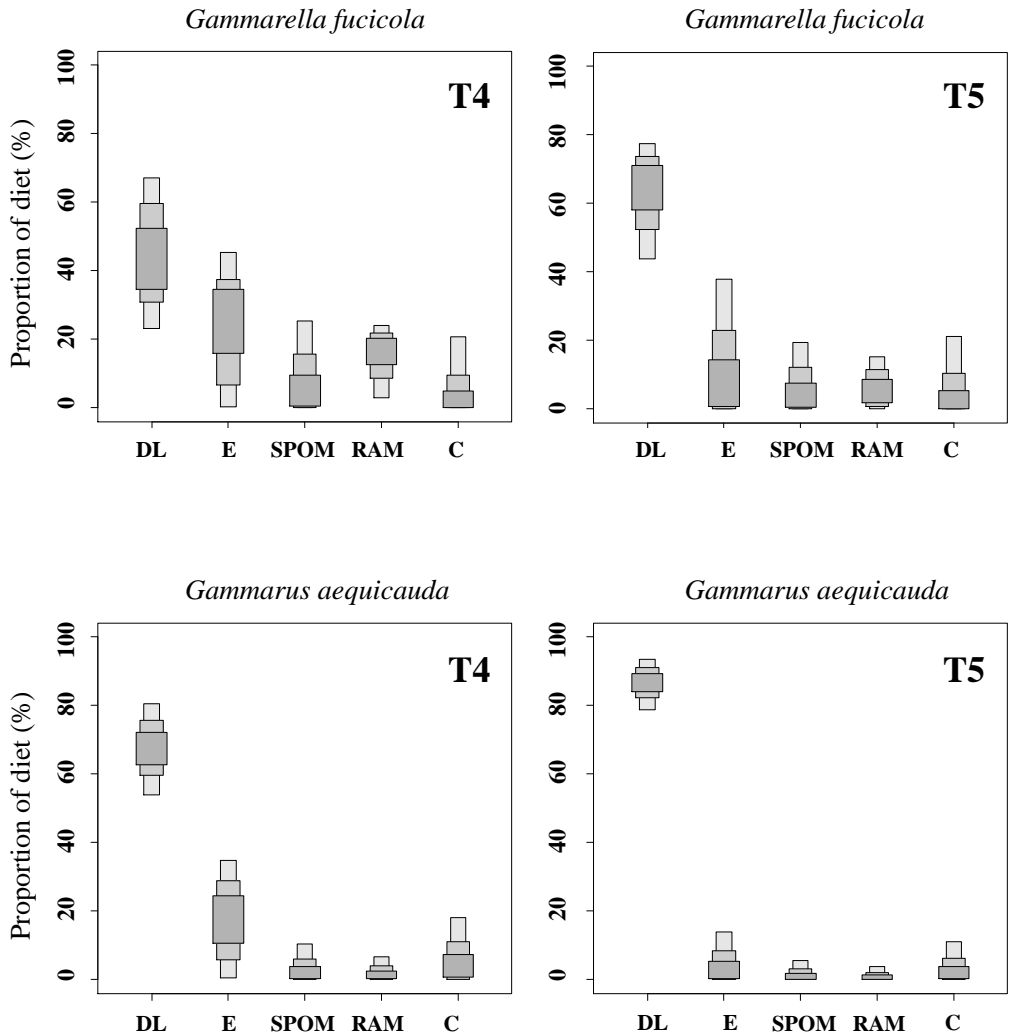 Gammarella fucicola
T4
Proportion of diet (%)
100
80
60
40
20
0
DL E SPOM RAM C
Gammarella fucicola
T5
100
80
60
40
20
0
DL E SPOM RAM C
Gammarus aequicauda
T4
Proportion of diet (%)
100
80
60
40
20
0
DL E SPOM RAM C
Gammarus aequicauda
T5
100
80
60
40
20
0
DL E SPOM RAM C